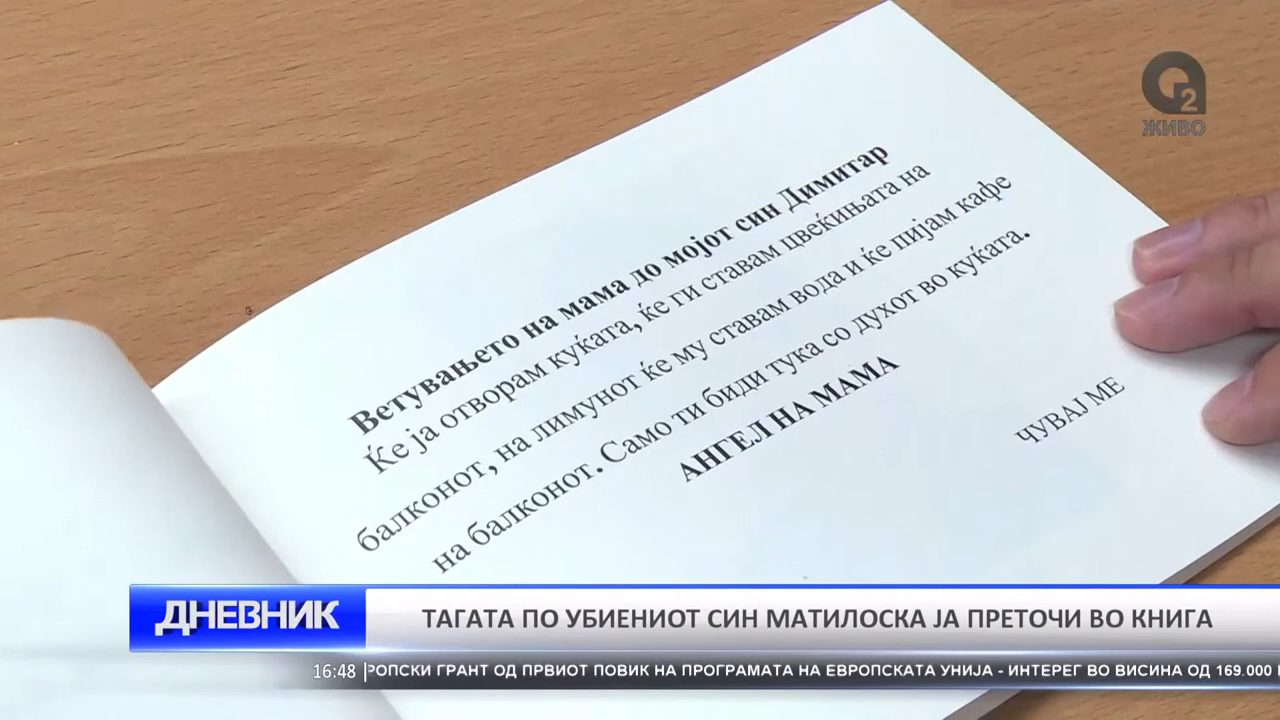 2
ЖИВО
Ветувањето на мама до мојот син Димитар
Ќе ја отворам куќата, ќе ги ставам цвеќињата на
балконот, на лимунот ќе му ставам вода и ќе пијам кафе
на балконот. Само ти биди тука со духот во куќата.
АНГЕЛ НА МАМА
ЧУВАЈ МЕ
ДНЕВНИК
ТАГАТА ПО УБИЕНИОТ СИН МАТИЛОСКА ЈА ПРЕТОЧИ ВО КНИГА
16:48
РОПСКИ ГРАНТ ОД ПРВИОТ ПОВИК НА ПРОГРАМАТА НА ЕВРОПСКАТА УНИЈА - ИНТЕРЕГ ВО ВИСИНА ОД 169.000